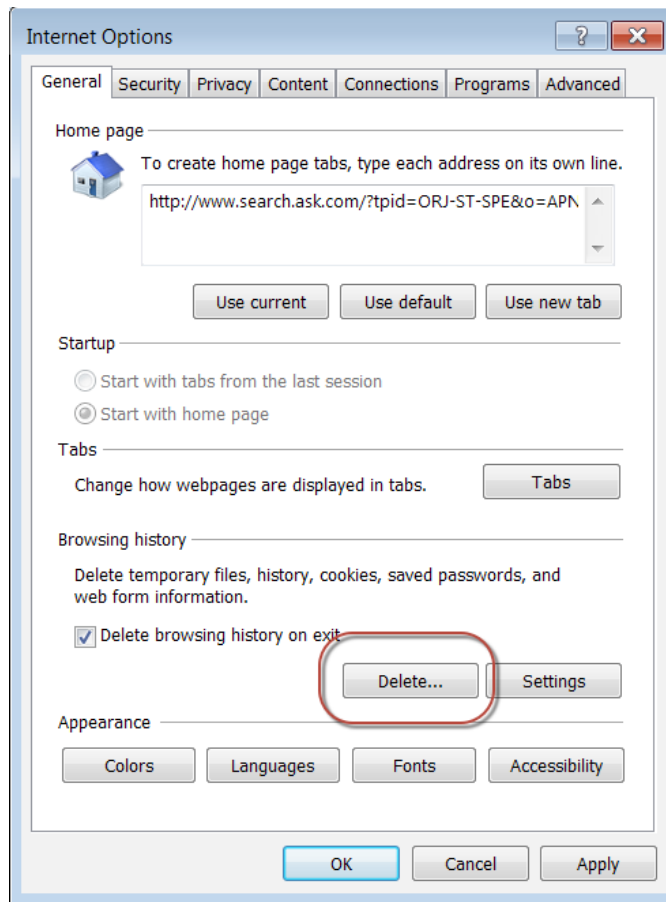 Internet Options
General Security Privacy Content Connections Programs Advanced
Home page
To create home page tabs, type each address on its own line.
http://www.search.ask.com/?tpid=ORJ-ST-SPE&o=APN
Use current Use default Use new tab
Startup
Start with tabs from the last session
Start with home page
Tabs
Change how webpages are displayed in tabs. Tabs
Browsing history
Delete temporary files, history, cookies, saved passwords, and
web form information.
Delete browsing history on exit
Delete... Settings
Appearance
Colors Languages Fonts Accessibility
OK Cancel Apply